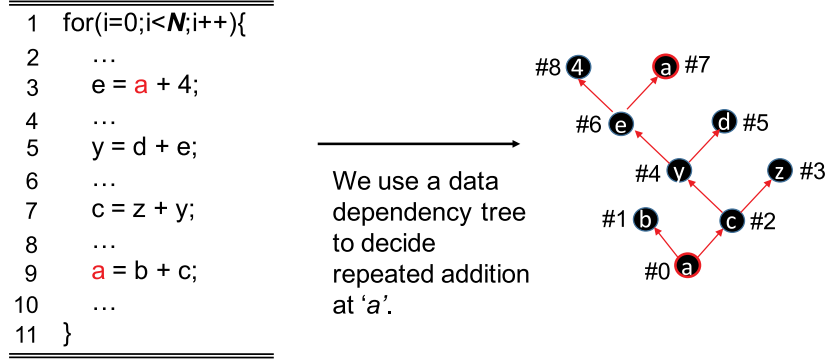 1 for(i=0;i<N;i++){
2 ...
3 e = a + 4;
4 ...
5 y = d + e;
6 ...
7 c = z + y;
8 ...
9 a = b + c;
10 ...
11 }
We use a data
dependency tree
to decide
repeated addition
at ‘a’.
#8 4 a #7
#6 e d #5
#4 y z #3
#1 b c #2
#0 a